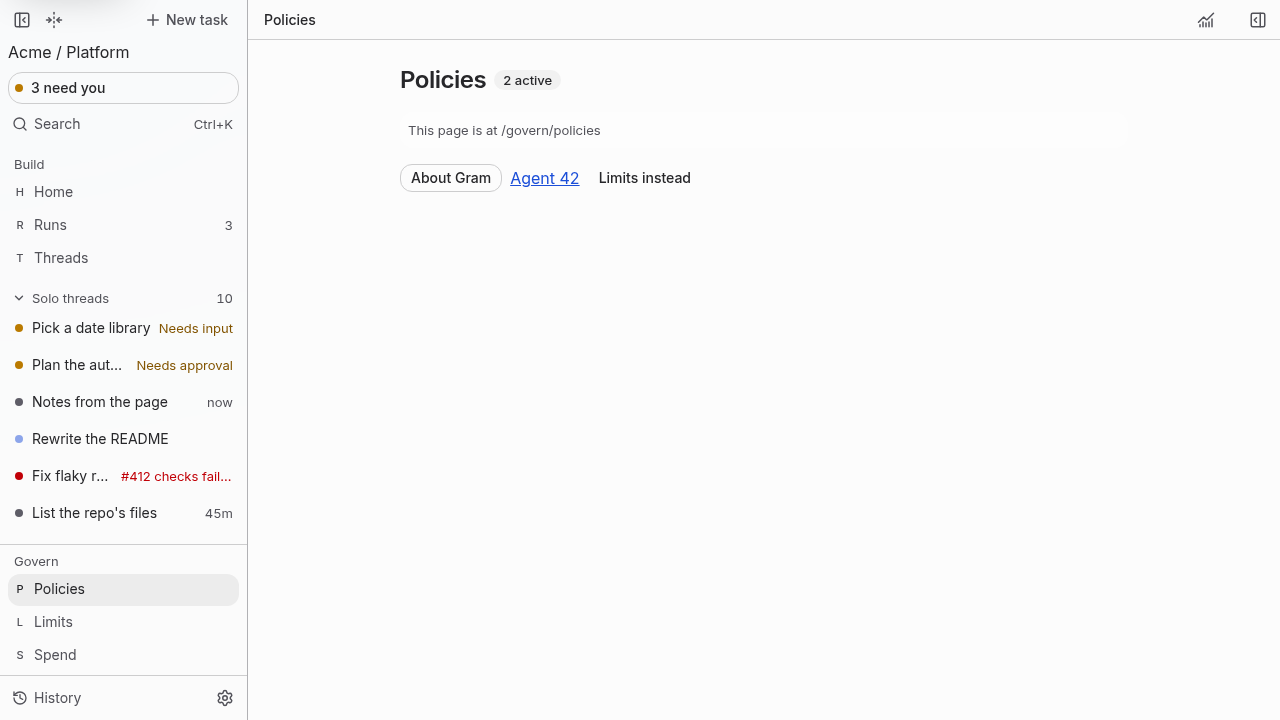 New task
Acme / Platform
3 need you
Search Ctrl+K
Build
H Home
R Runs 3
T Threads
Solo threads 10
Pick a date library Needs input
Plan the aut... Needs approval
Notes from the page now
Rewrite the README
Fix flaky r... #412 checks fail...
List the repo's files 45m
Govern
P Policies
L Limits
S Spend
History
Policies
Policies 2 active
This page is at /govern/policies
About Gram Agent 42 Limits instead